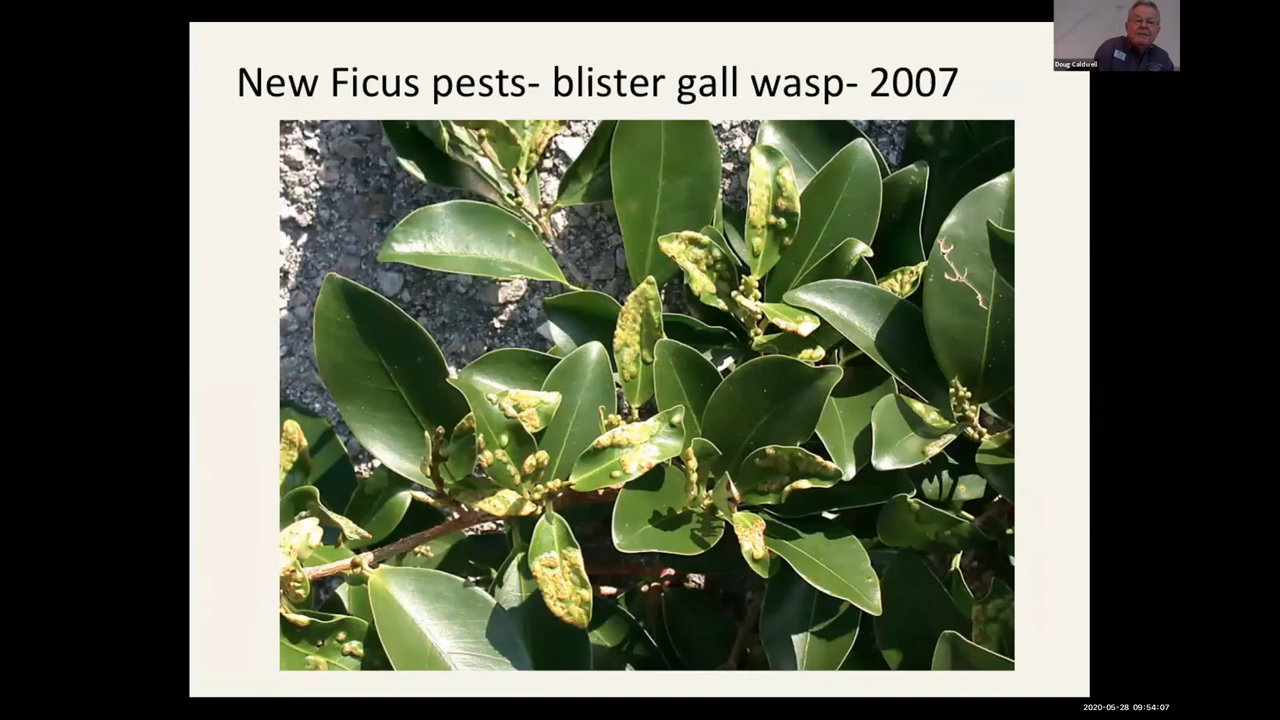 New Ficus pests- blister gall wasp- 2007
Doug Caldwell
2020-05-28 09:54:07